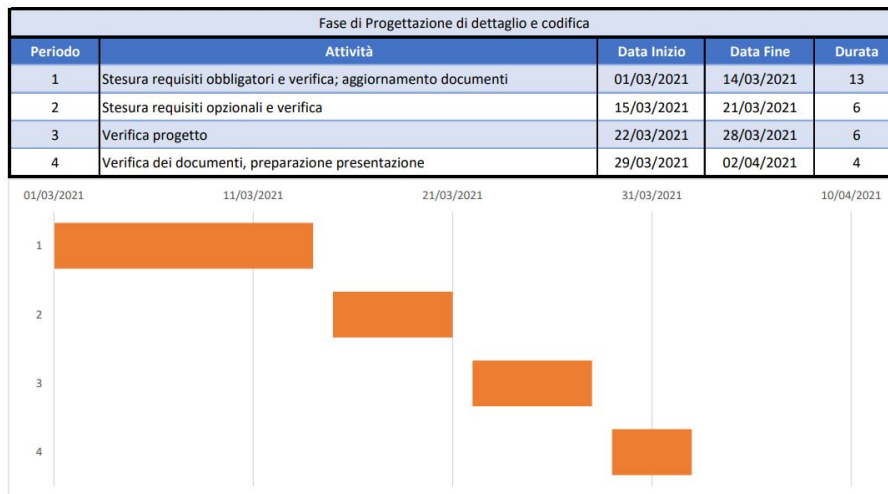 Fase di Progettazione di dettaglio e codifica
Periodo Attività Data Inizio Data Fine Durata
1 Stesura requisiti obbligatori e verifica; aggiornamento documenti 01/03/2021 14/03/2021 13
2 Stesura requisiti opzionali e verifica 15/03/2021 21/03/2021 6
3 Verifica progetto 22/03/2021 28/03/2021 6
4 Verifica dei documenti, preparazione presentazione 29/03/2021 02/04/2021 4
01/03/2021 11/03/2021 21/03/2021 31/03/2021 10/04/2021
1
2
3
4